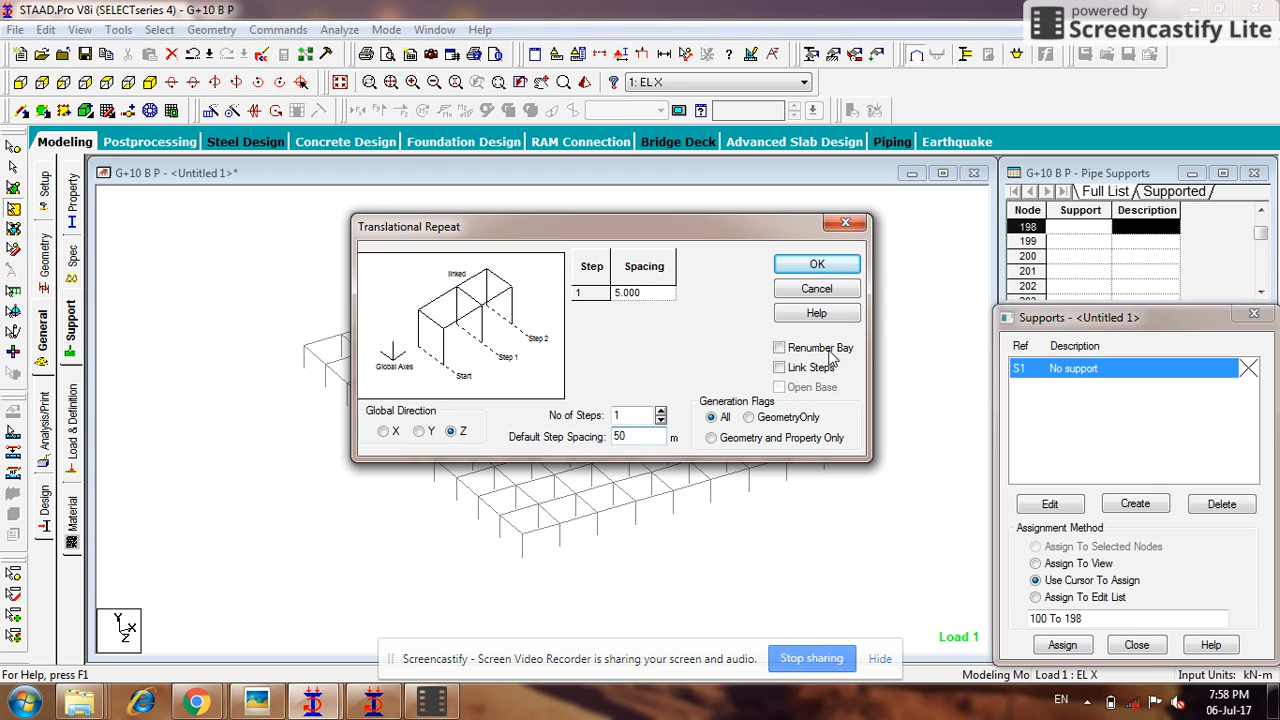 STAAD.Pro V8i (SELECTseries 4) - G+10 B P
powered by
Screencastify Lite
File Edit View Tools Select Geometry Commands Analyze Mode Window Help
1: EL X
Modeling Postprocessing Steel Design Concrete Design Foundation Design RAM Connection Bridge Deck Advanced Slab Design Piping Earthquake
G+10 B P - <Untitled 1>*
G+10 B P - Pipe Supports
Full List Supported
Node Support Description
198
199
200
201
202
Setup
Geometry
General
Analysis/Print
Design
Property
Spec
Support
Load & Definition
Material
Translational Repeat
linked
Step 2
Step 1
Start
Global Axes
Step Spacing
1 5.000
OK
Cancel
Help
Renumber Bay
Link Steps
Open Base
Generation Flags
All GeometryOnly
Geometry and Property Only
Global Direction
X Y Z
No of Steps: 1
Default Step Spacing: 50 m
Supports - <Untitled 1>
Ref Description
S1 No support
Edit Create Delete
Assignment Method
Assign To Selected Nodes
Assign To View
Use Cursor To Assign
Assign To Edit List
100 To 198
Assign Close Help
Y
X
Z
Load 1
Screencastify - Screen Video Recorder is sharing your screen and audio. Stop sharing Hide
For Help, press F1
Modeling Mo Load 1: EL X Input Units: kN-m
EN
7:58 PM
06-Jul-17